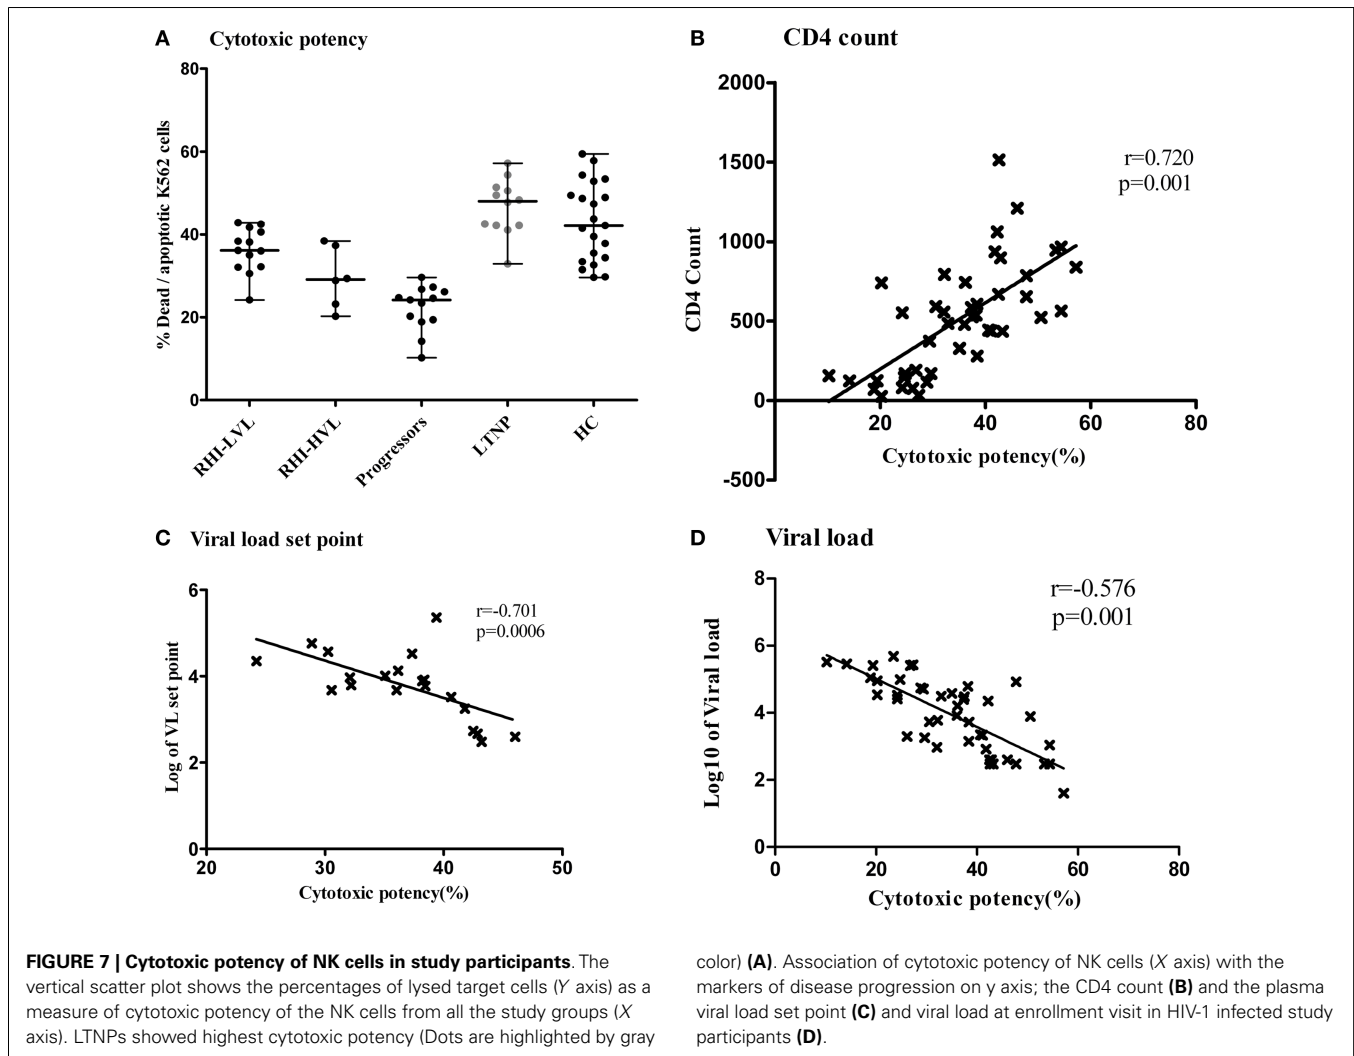 A Cytotoxic potency
80
60
40
20
0
% Dead / apoptotic K562 cells
RHI-LVL
RHI-HVL
Progressors
LTNP
HC
B CD4 count
2000
1500
1000
500
0
-500
CD4 Count
r=0.720
p=0.001
20 40 60 80
Cytotoxic potency(%)
C Viral load set point
6
4
2
0
Log of VL set point
r=-0.701
p=0.0006
20 30 40 50
Cytotoxic potency(%)
D Viral load
8
6
4
2
0
Log10 of Viral load
r=-0.576
p=0.001
0 20 40 60 80
Cytotoxic potency(%)
FIGURE 7 | Cytotoxic potency of NK cells in study participants. The
vertical scatter plot shows the percentages of lysed target cells (Y axis) as a
measure of cytotoxic potency of the NK cells from all the study groups (X
axis). LTNPs showed highest cytotoxic potency (Dots are highlighted by gray
color) (A). Association of cytotoxic potency of NK cells (X axis) with the
markers of disease progression on y axis; the CD4 count (B) and the plasma
viral load set point (C) and viral load at enrollment visit in HIV-1 infected study
participants (D).